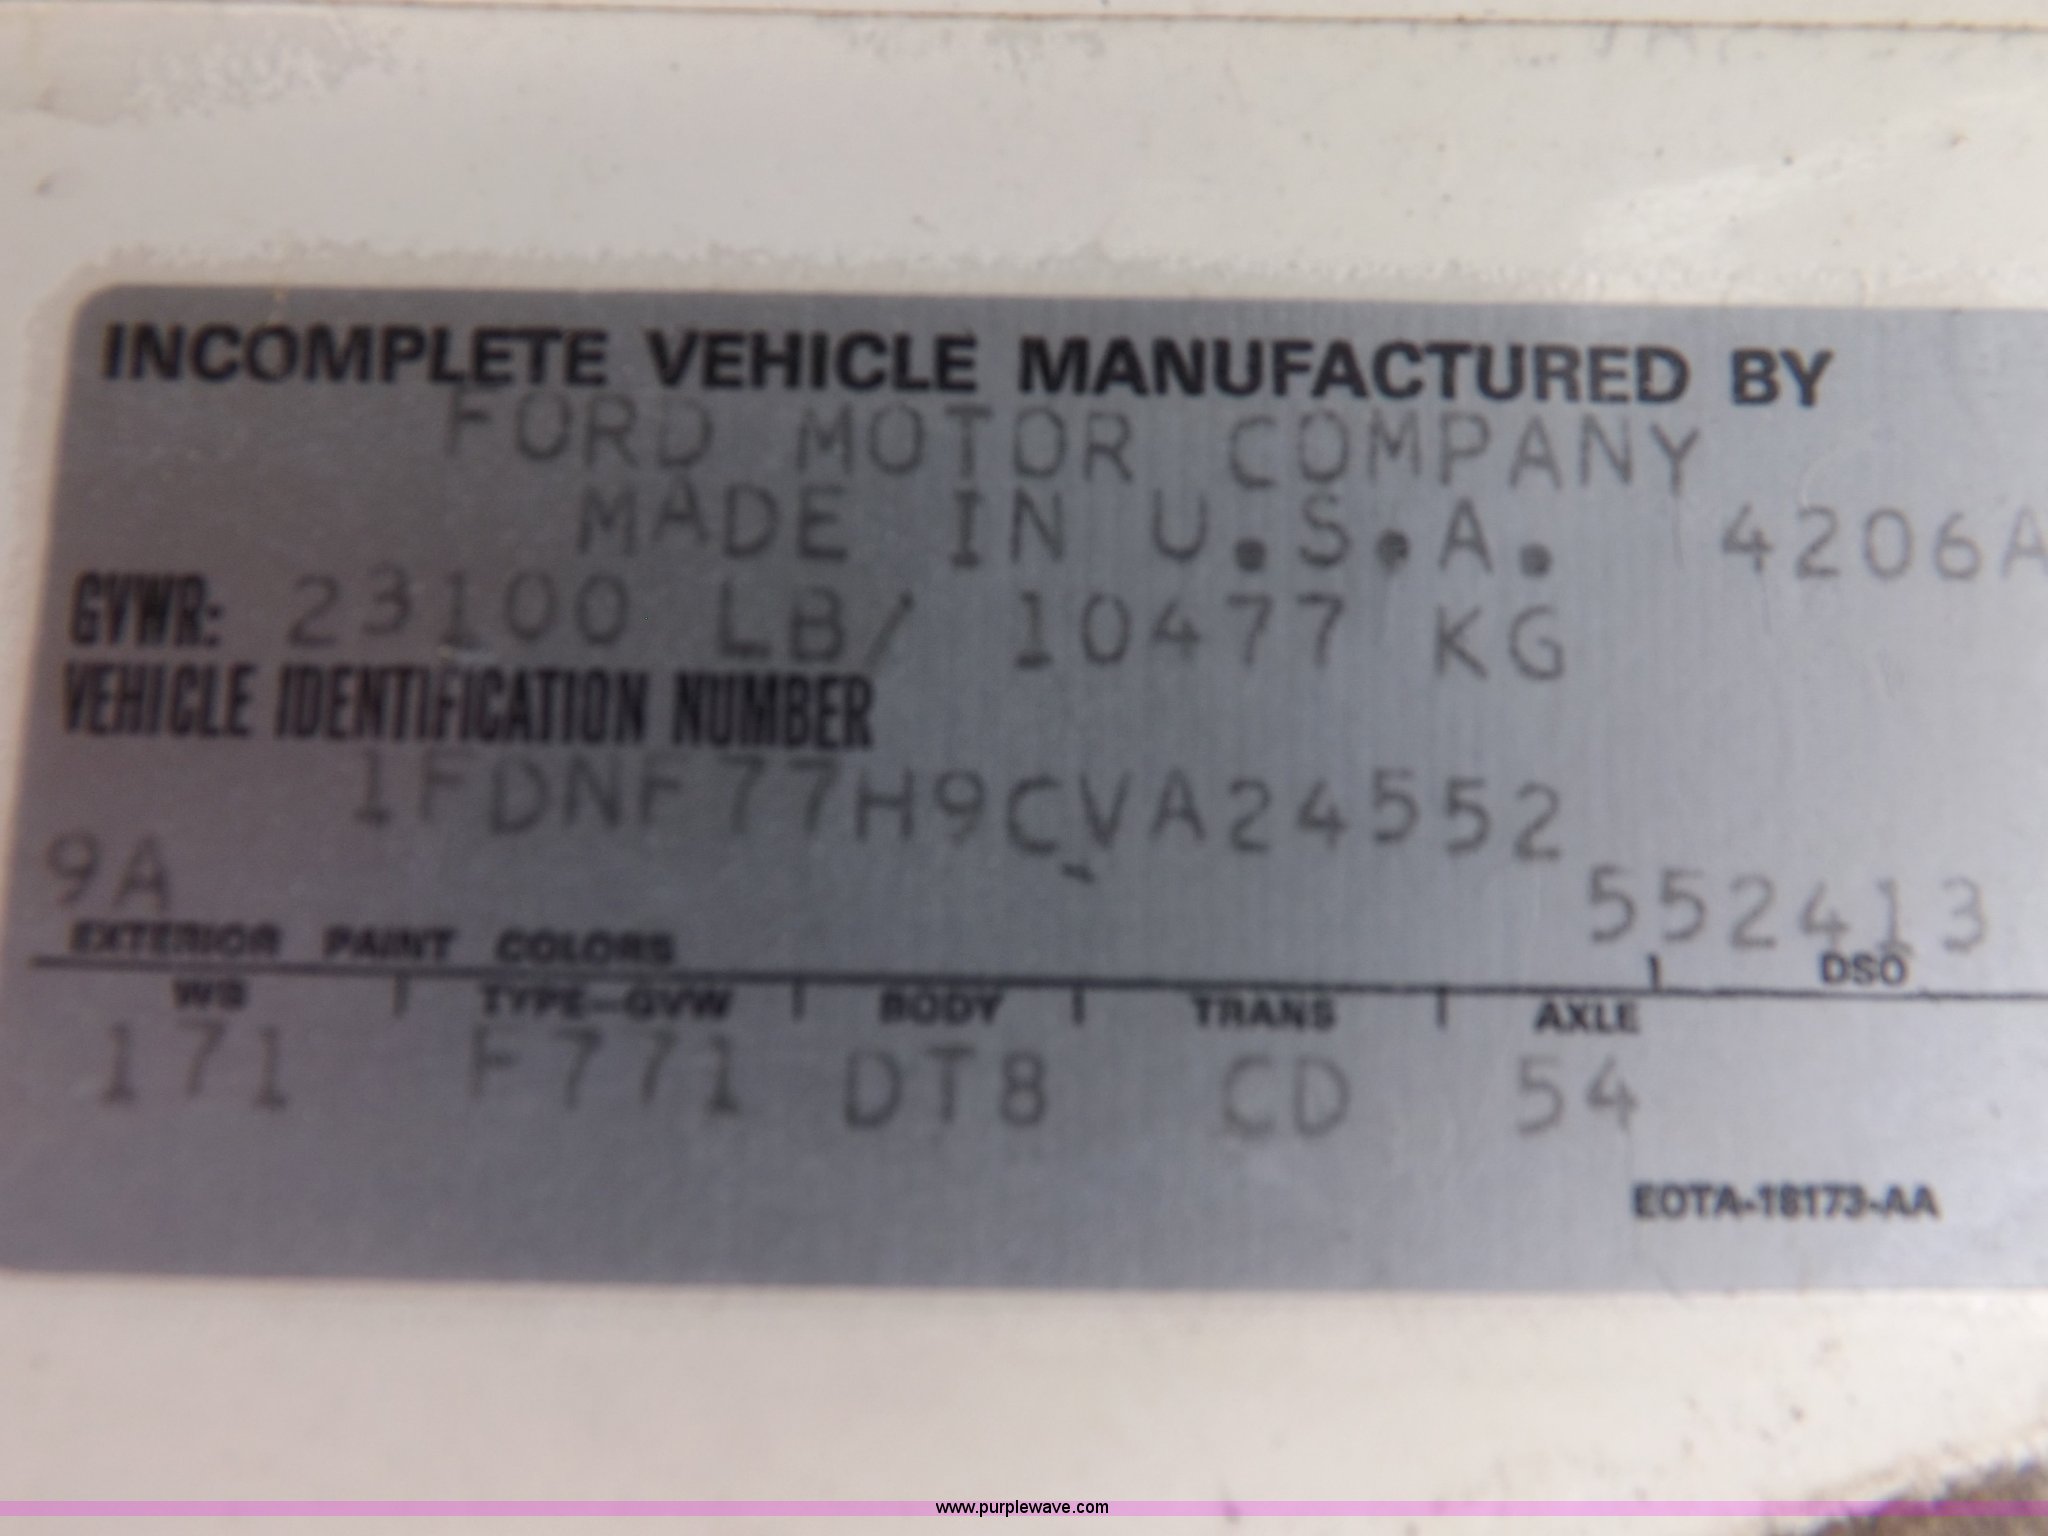 INCOMPLETE VEHICLE MANUFACTURED BY
FORD MOTOR COMPANY
MADE IN U.S.A. 4206A
GVWR: 23100 LB/ 10477 KG
VEHICLE IDENTIFICATION NUMBER
1FDNF77H9CVA24552
9A
552413
EXTERIOR PAINT COLORS DSO
WB TYPE-GVW BODY TRANS AXLE
171 F771 DT8 CD 54
EOTA-18173-AA
www.purplewave.com